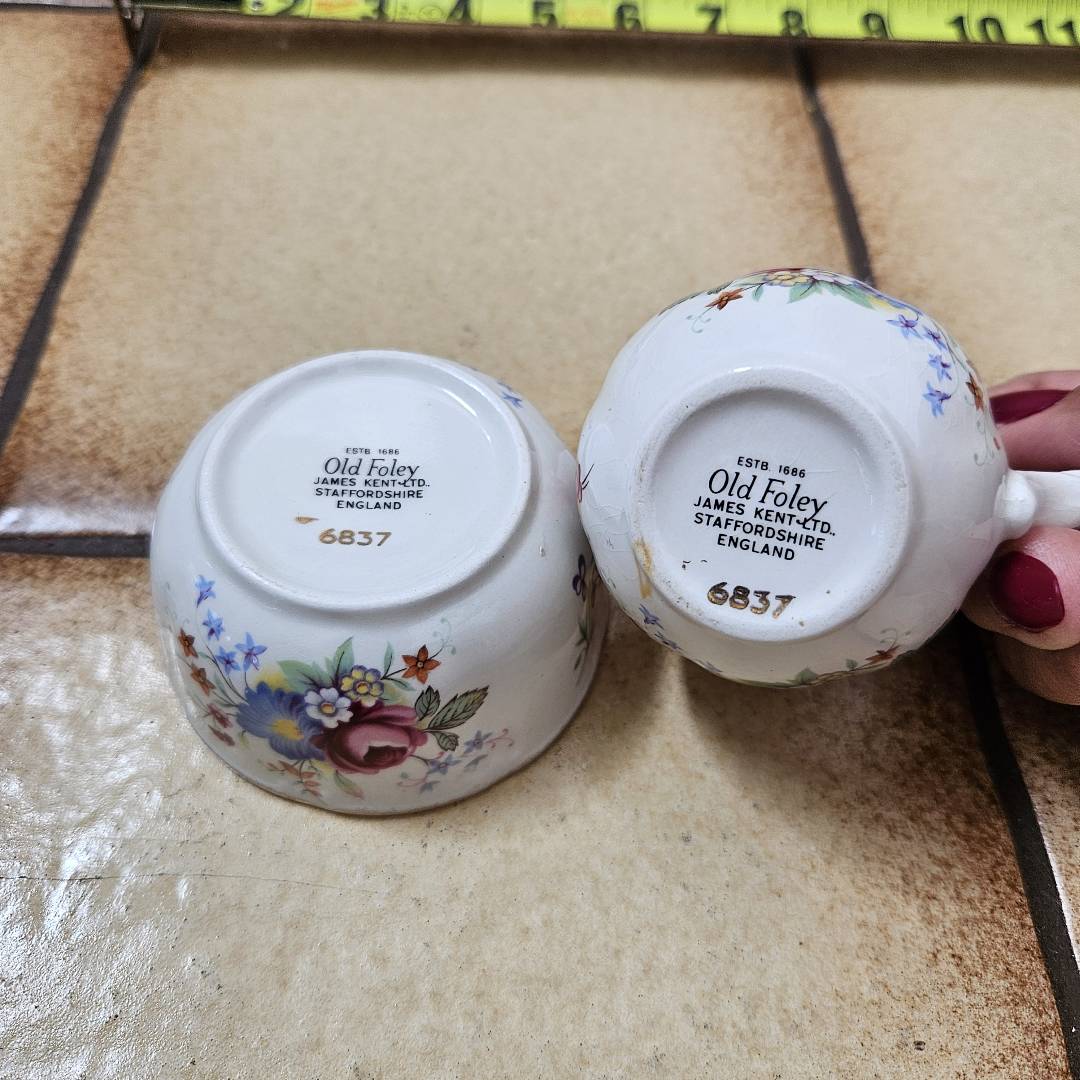 2 3 4 5 6 7 8 9 10 11
ESTB 1686
Old Foley
JAMES KENT LTD.,
STAFFORDSHIRE
ENGLAND
6837
ESTB. 1686
Old Foley
JAMES KENT LTD.,
STAFFORDSHIRE
ENGLAND
6837